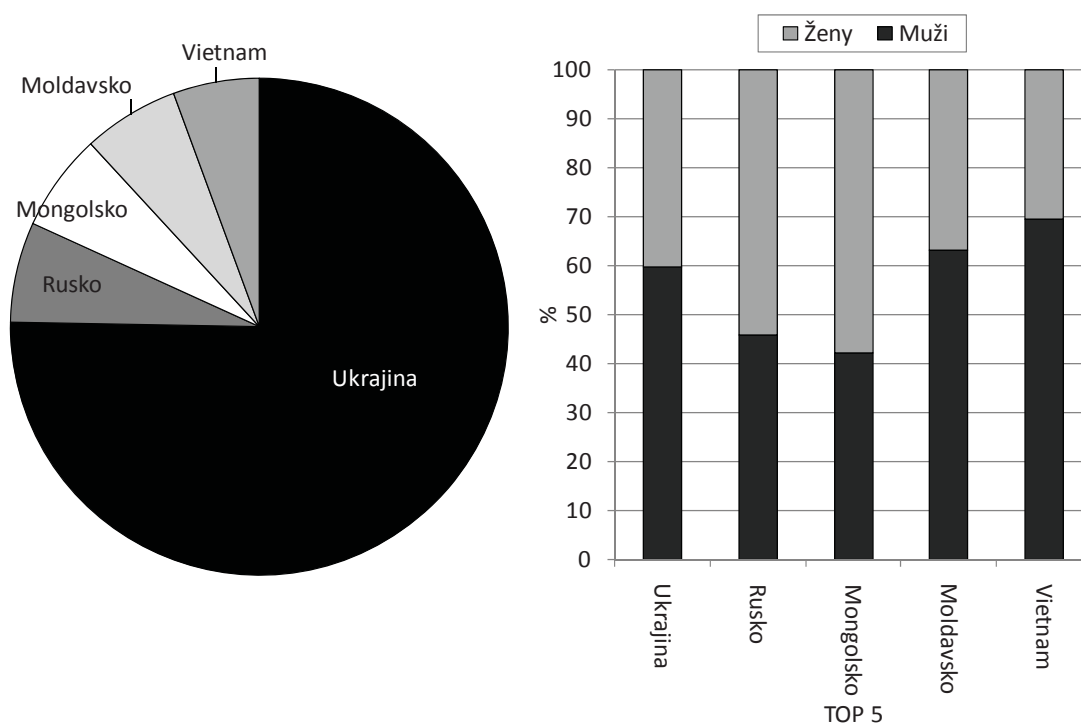 Vietnam
Moldavsko
Mongolsko
Rusko
Ukrajina
Ženy Muži
100
90
80
70
60
50
40
30
20
10
0
%
Ukrajina
Rusko
Mongolsko
Moldavsko
Vietnam
TOP 5